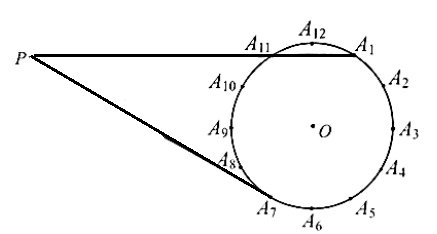 A₁₂
A₁₁ A₁
P
A₁₀ A₂
A₉ O A₃
A₈ A₄
A₇ A₅
A₆